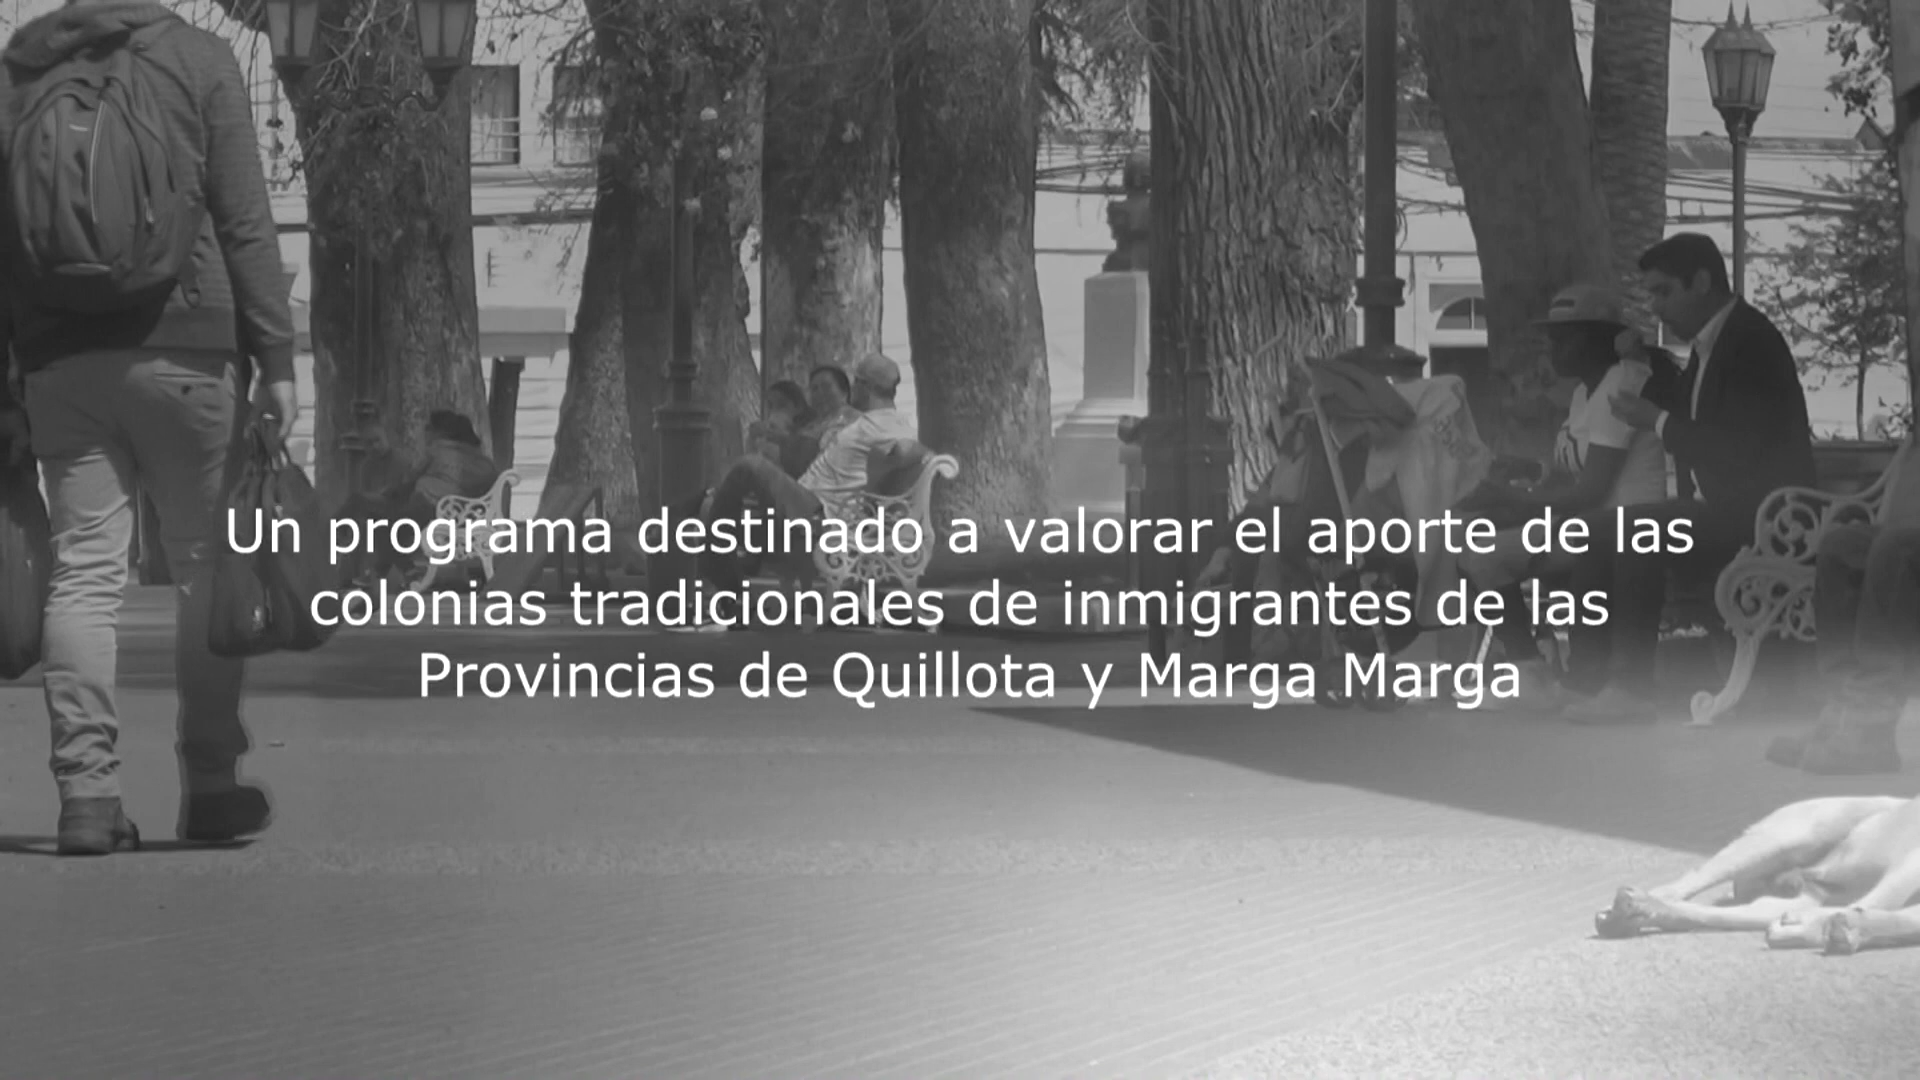 Un programa destinado a valorar el aporte de las
colonias tradicionales de inmigrantes de las
Provincias de Quillota y Marga Marga